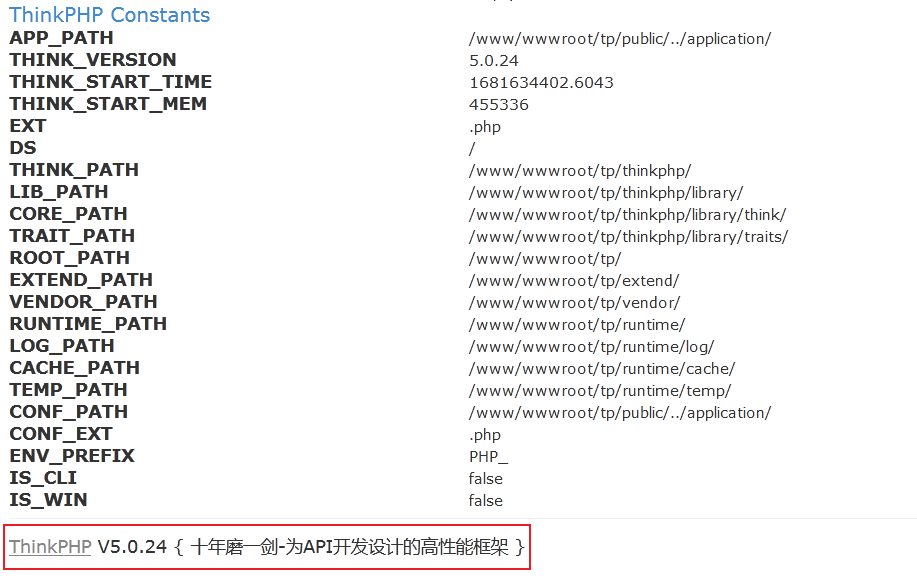 ThinkPHP Constants
APP_PATH /www/wwwroot/tp/public/../application/
THINK_VERSION 5.0.24
THINK_START_TIME 1681634402.6043
THINK_START_MEM 455336
EXT .php
DS /
THINK_PATH /www/wwwroot/tp/thinkphp/
LIB_PATH /www/wwwroot/tp/thinkphp/library/
CORE_PATH /www/wwwroot/tp/thinkphp/library/think/
TRAIT_PATH /www/wwwroot/tp/thinkphp/library/traits/
ROOT_PATH /www/wwwroot/tp/
EXTEND_PATH /www/wwwroot/tp/extend/
VENDOR_PATH /www/wwwroot/tp/vendor/
RUNTIME_PATH /www/wwwroot/tp/runtime/
LOG_PATH /www/wwwroot/tp/runtime/log/
CACHE_PATH /www/wwwroot/tp/runtime/cache/
TEMP_PATH /www/wwwroot/tp/runtime/temp/
CONF_PATH /www/wwwroot/tp/public/../application/
CONF_EXT .php
ENV_PREFIX PHP_
IS_CLI false
IS_WIN false
ThinkPHP V5.0.24 { 十年磨一剑-为API开发设计的高性能框架 }